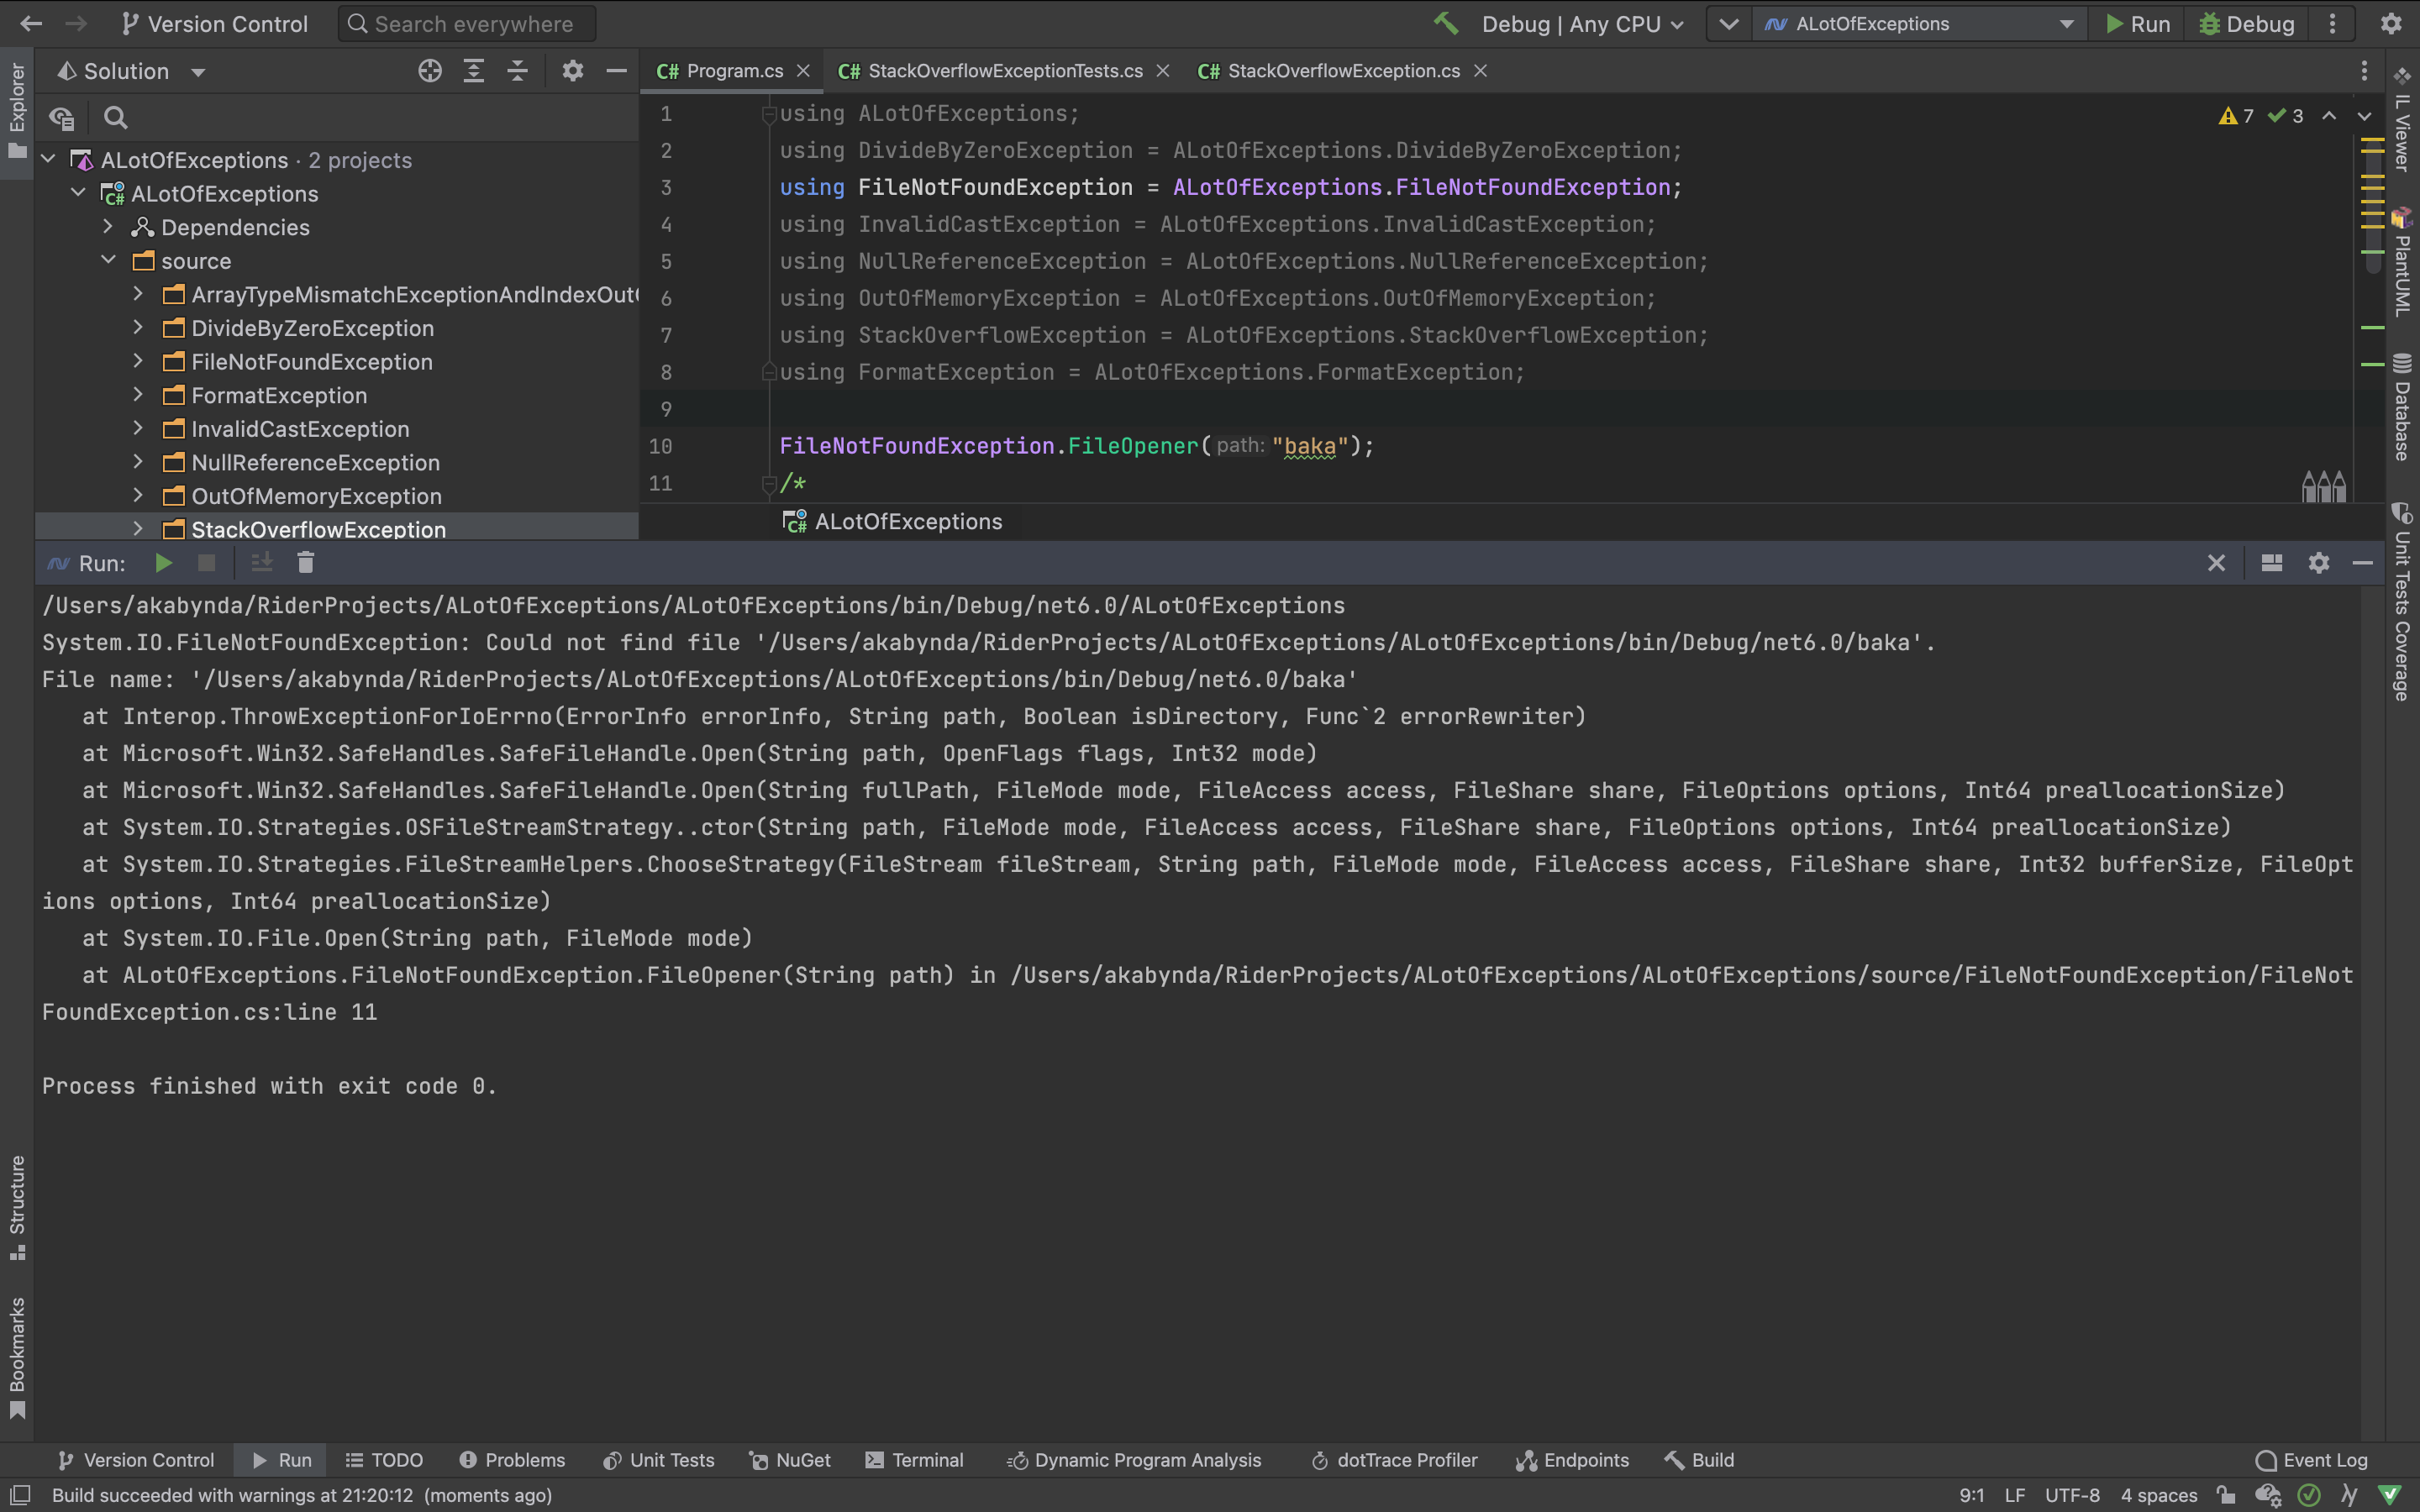 Version Control
Search everywhere
Debug | Any CPU
ALotOfExceptions
Run
Debug
Explorer
Solution
Program.cs
StackOverflowExceptionTests.cs
StackOverflowException.cs
ALotOfExceptions · 2 projects
ALotOfExceptions
Dependencies
source
ArrayTypeMismatchExceptionAndIndexOut
DivideByZeroException
FileNotFoundException
FormatException
InvalidCastException
NullReferenceException
OutOfMemoryException
StackOverflowException
1 using ALotOfExceptions;
2 using DivideByZeroException = ALotOfExceptions.DivideByZeroException;
3 using FileNotFoundException = ALotOfExceptions.FileNotFoundException;
4 using InvalidCastException = ALotOfExceptions.InvalidCastException;
5 using NullReferenceException = ALotOfExceptions.NullReferenceException;
6 using OutOfMemoryException = ALotOfExceptions.OutOfMemoryException;
7 using StackOverflowException = ALotOfExceptions.StackOverflowException;
8 using FormatException = ALotOfExceptions.FormatException;
9
10 FileNotFoundException.FileOpener( path: "baka");
11 /*
7 3
ALotOfExceptions
IL Viewer
PlantUML
Database
Unit Tests Coverage
Run:
/Users/akabynda/RiderProjects/ALotOfExceptions/ALotOfExceptions/bin/Debug/net6.0/ALotOfExceptions
System.IO.FileNotFoundException: Could not find file '/Users/akabynda/RiderProjects/ALotOfExceptions/ALotOfExceptions/bin/Debug/net6.0/baka'.
File name: '/Users/akabynda/RiderProjects/ALotOfExceptions/ALotOfExceptions/bin/Debug/net6.0/baka'
at Interop.ThrowExceptionForIoErrno(ErrorInfo errorInfo, String path, Boolean isDirectory, Func`2 errorRewriter)
at Microsoft.Win32.SafeHandles.SafeFileHandle.Open(String path, OpenFlags flags, Int32 mode)
at Microsoft.Win32.SafeHandles.SafeFileHandle.Open(String fullPath, FileMode mode, FileAccess access, FileShare share, FileOptions options, Int64 preallocationSize)
at System.IO.Strategies.OSFileStreamStrategy..ctor(String path, FileMode mode, FileAccess access, FileShare share, FileOptions options, Int64 preallocationSize)
at System.IO.Strategies.FileStreamHelpers.ChooseStrategy(FileStream fileStream, String path, FileMode mode, FileAccess access, FileShare share, Int32 bufferSize, FileOpt
ions options, Int64 preallocationSize)
at System.IO.File.Open(String path, FileMode mode)
at ALotOfExceptions.FileNotFoundException.FileOpener(String path) in /Users/akabynda/RiderProjects/ALotOfExceptions/ALotOfExceptions/source/FileNotFoundException/FileNot
FoundException.cs:line 11
Process finished with exit code 0.
Structure
Bookmarks
Version Control
Run
TODO
Problems
Unit Tests
NuGet
Terminal
Dynamic Program Analysis
dotTrace Profiler
Endpoints
Build
Event Log
Build succeeded with warnings at 21:20:12 (moments ago)
9:1 LF UTF-8 4 spaces